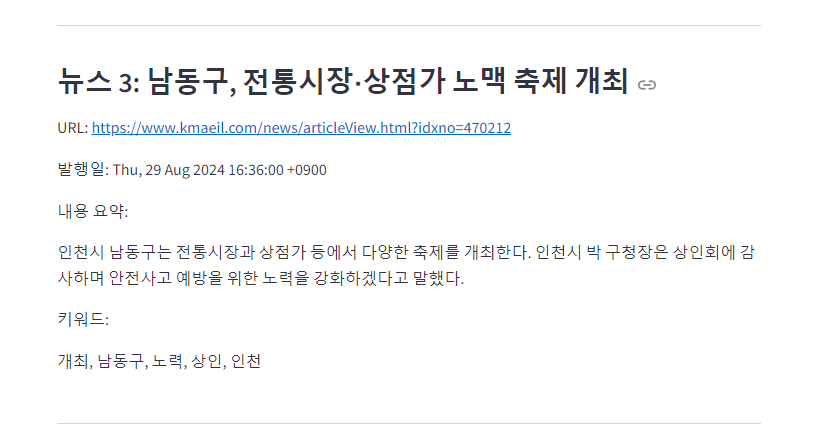 뉴스 3: 남동구, 전통시장·상점가 노맥 축제 개최
URL: https://www.kmaeil.com/news/articleView.html?idxno=470212
발행일: Thu, 29 Aug 2024 16:36:00 +0900
내용 요약:
인천시 남동구는 전통시장과 상점가 등에서 다양한 축제를 개최한다. 인천시 박 구청장은 상인회에 감
사하며 안전사고 예방을 위한 노력을 강화하겠다고 말했다.
키워드:
개최, 남동구, 노력, 상인, 인천